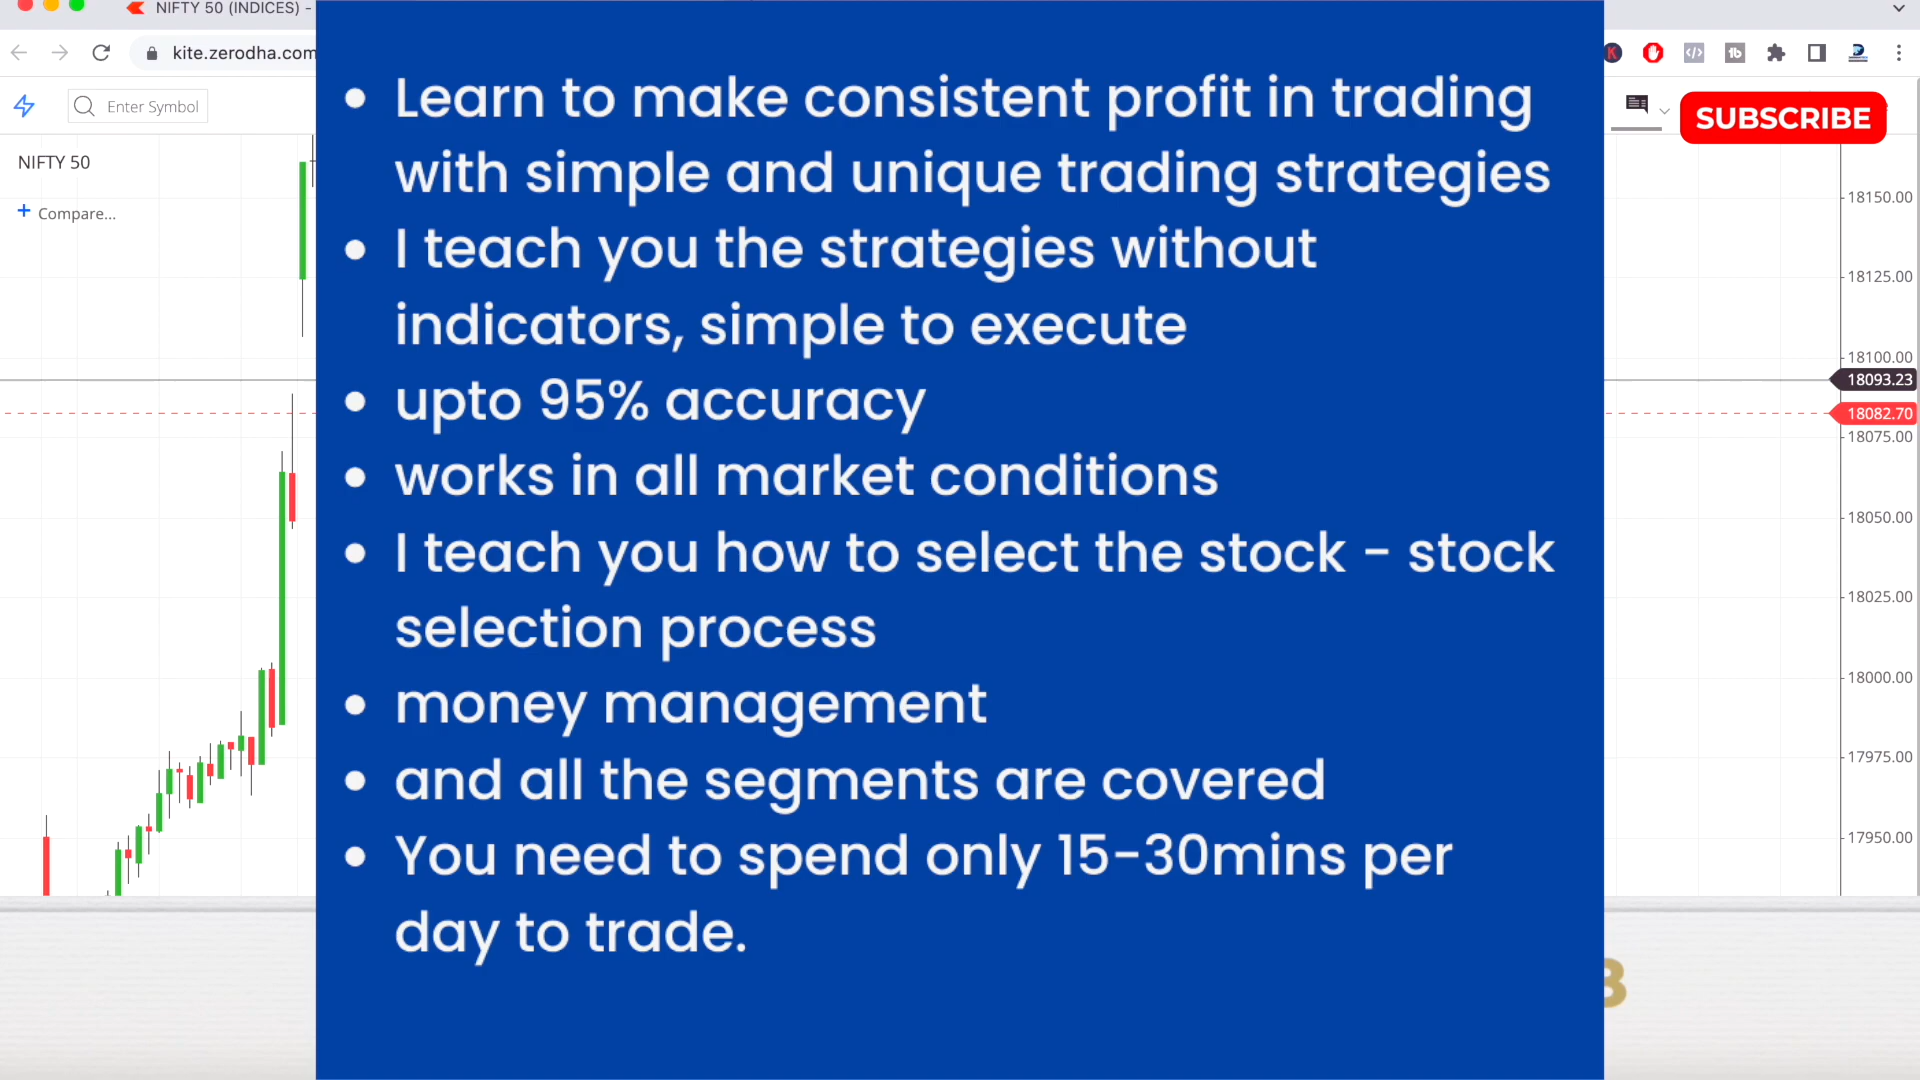 NIFTY 50 (INDICES) -
kite.zerodha.com
Enter Symbol
NIFTY 50
+ Compare...
• Learn to make consistent profit in trading
with simple and unique trading strategies
• I teach you the strategies without
indicators, simple to execute
• upto 95% accuracy
• works in all market conditions
• I teach you how to select the stock - stock
selection process
• money management
• and all the segments are covered
• You need to spend only 15-30mins per
day to trade.
SUBSCRIBE
18150.00
18125.00
18100.00
18093.23
18082.70
18075.00
18050.00
18025.00
18000.00
17975.00
17950.00